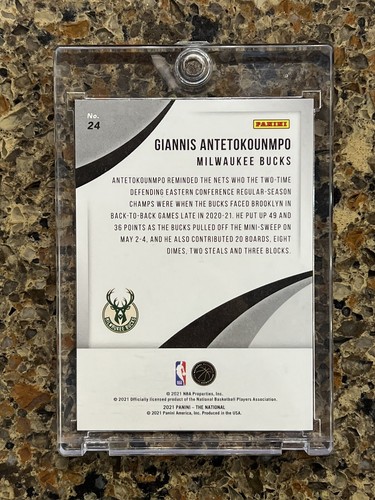 No.
24
PANINI
GIANNIS ANTETOKOUNMPO
MILWAUKEE BUCKS
ANTETOKOUNMPO REMINDED THE NETS WHO THE TWO-TIME
DEFENDING EASTERN CONFERENCE REGULAR-SEASON
CHAMPS WERE WHEN THE BUCKS FACED BROOKLYN IN
BACK-TO-BACK GAMES LATE IN 2020-21. HE PUT UP 49 AND
36 POINTS AS THE BUCKS PULLED OFF THE MINI-SWEEP ON
MAY 2-4, AND HE ALSO CONTRIBUTED 20 BOARDS, EIGHT
DIMES, TWO STEALS AND THREE BLOCKS.
MILWAUKEE BUCKS
NBA
© 2021 NBA Properties, Inc.
© 2021 Officially licensed product of the National Basketball Players Association.
2021 PANINI - THE NATIONAL
© 2021 Panini America, Inc. Produced in the USA.